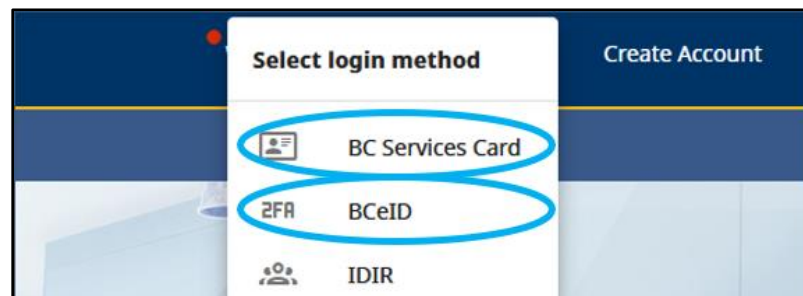 Select login method
Create Account
BC Services Card
2FA BCeID
IDIR